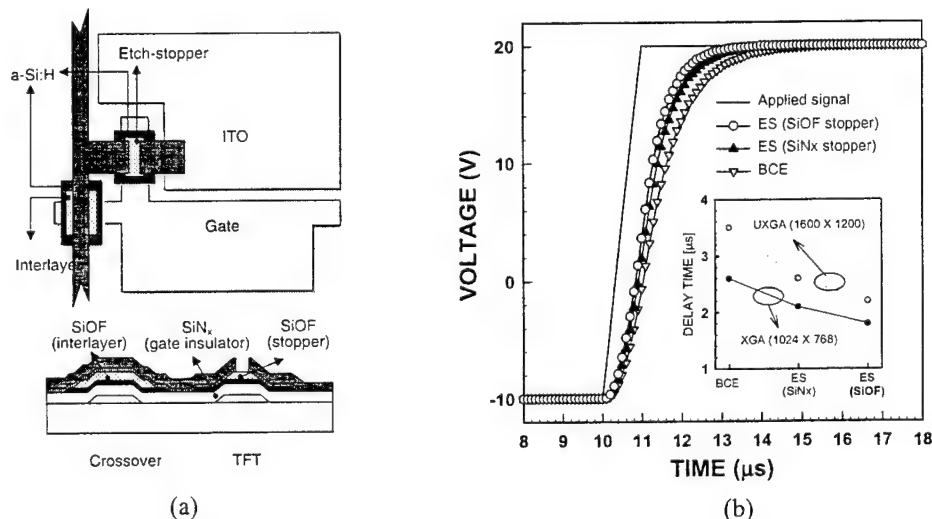 Etch-stopper
a-Si:H
ITO
Gate
Interlaye
SiOF
(interlayer)
SiNx
(gate insulator)
SiOF
(stopper)
Crossover
TFT
(a)
VOLTAGE (V)
20
10
0
-10
8 9 10 11 12 13 14 15 16 17 18
TIME (µs)
Applied signal
ES (SiOF stopper)
ES (SiNx stopper)
BCE
DELAY TIME [µs]
4
3
2
1
UXGA (1600 X 1200)
XGA (1024 X 768)
BCE
ES
(SiNx)
ES
(SiOF)
(b)